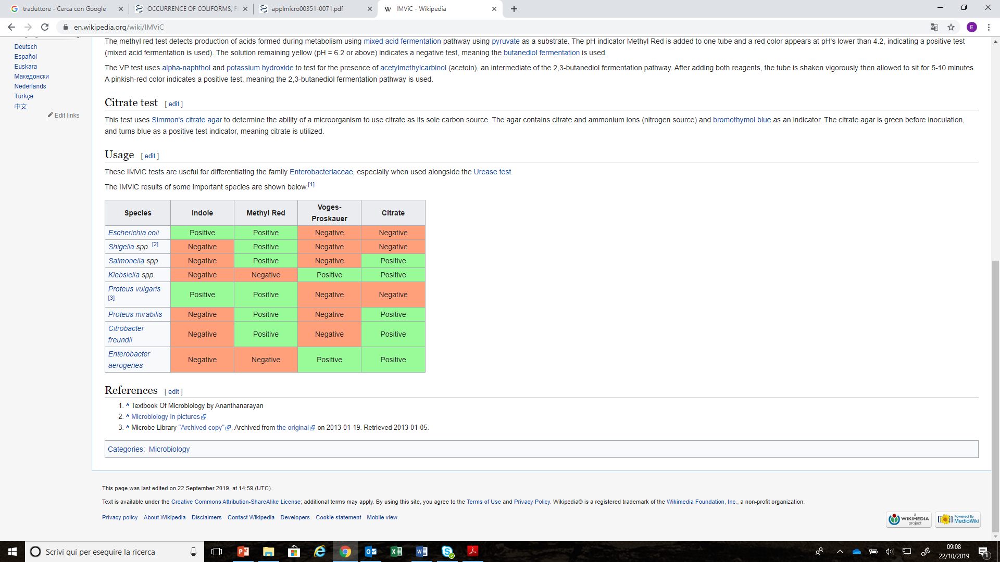 traduttore - Cerca con Google
OCCURRENCE OF COLIFORMS, F
applmicro00351-0071.pdf
IMViC - Wikipedia
en.wikipedia.org/wiki/IMViC
E
Deutsch
Español
Euskara
Македонски
Nederlands
Türkçe
中文
Edit links
The methyl red test detects production of acids formed during metabolism using mixed acid fermentation pathway using pyruvate as a substrate. The pH indicator Methyl Red is added to one tube and a red color appears at pH's lower than 4.2, indicating a positive test
(mixed acid fermentation is used). The solution remaining yellow (pH = 6.2 or above) indicates a negative test, meaning the butanediol fermentation is used.
The VP test uses alpha-naphthol and potassium hydroxide to test for the presence of acetylmethylcarbinol (acetoin), an intermediate of the 2,3-butanediol fermentation pathway. After adding both reagents, the tube is shaken vigorously then allowed to sit for 5-10 minutes.
A pinkish-red color indicates a positive test, meaning the 2,3-butanediol fermentation pathway is used.
Citrate test [ edit ]
This test uses Simmon's citrate agar to determine the ability of a microorganism to use citrate as its sole carbon source. The agar contains citrate and ammonium ions (nitrogen source) and bromothymol blue as an indicator. The citrate agar is green before inoculation,
and turns blue as a positive test indicator, meaning citrate is utilized.
Usage [ edit ]
These IMViC tests are useful for differentiating the family Enterobacteriaceae, especially when used alongside the Urease test.
The IMViC results of some important species are shown below.[1]
Species Indole Methyl Red Voges-
Proskauer Citrate
Escherichia coli Positive Positive Negative Negative
Shigella spp. [2] Negative Positive Negative Negative
Salmonella spp. Negative Positive Negative Positive
Klebsiella spp. Negative Negative Positive Positive
Proteus vulgaris
[3] Positive Positive Negative Negative
Proteus mirabilis Negative Positive Negative Positive
Citrobacter
freundii Negative Positive Negative Positive
Enterobacter
aerogenes Negative Negative Positive Positive
References [ edit ]
1. ^ Textbook Of Microbiology by Ananthanarayan
2. ^ Microbiology in pictures
3. ^ Microbe Library "Archived copy". Archived from the original on 2013-01-19. Retrieved 2013-01-05.
Categories: Microbiology
This page was last edited on 22 September 2019, at 14:59 (UTC).
Text is available under the Creative Commons Attribution-ShareAlike License; additional terms may apply. By using this site, you agree to the Terms of Use and Privacy Policy. Wikipedia® is a registered trademark of the Wikimedia Foundation, Inc., a non-profit organization.
Privacy policy About Wikipedia Disclaimers Contact Wikipedia Developers Cookie statement Mobile view
a
WIKIMEDIA
project
Powered By
MediaWiki
Scrivi qui per eseguire la ricerca
09:08
22/10/2019
1